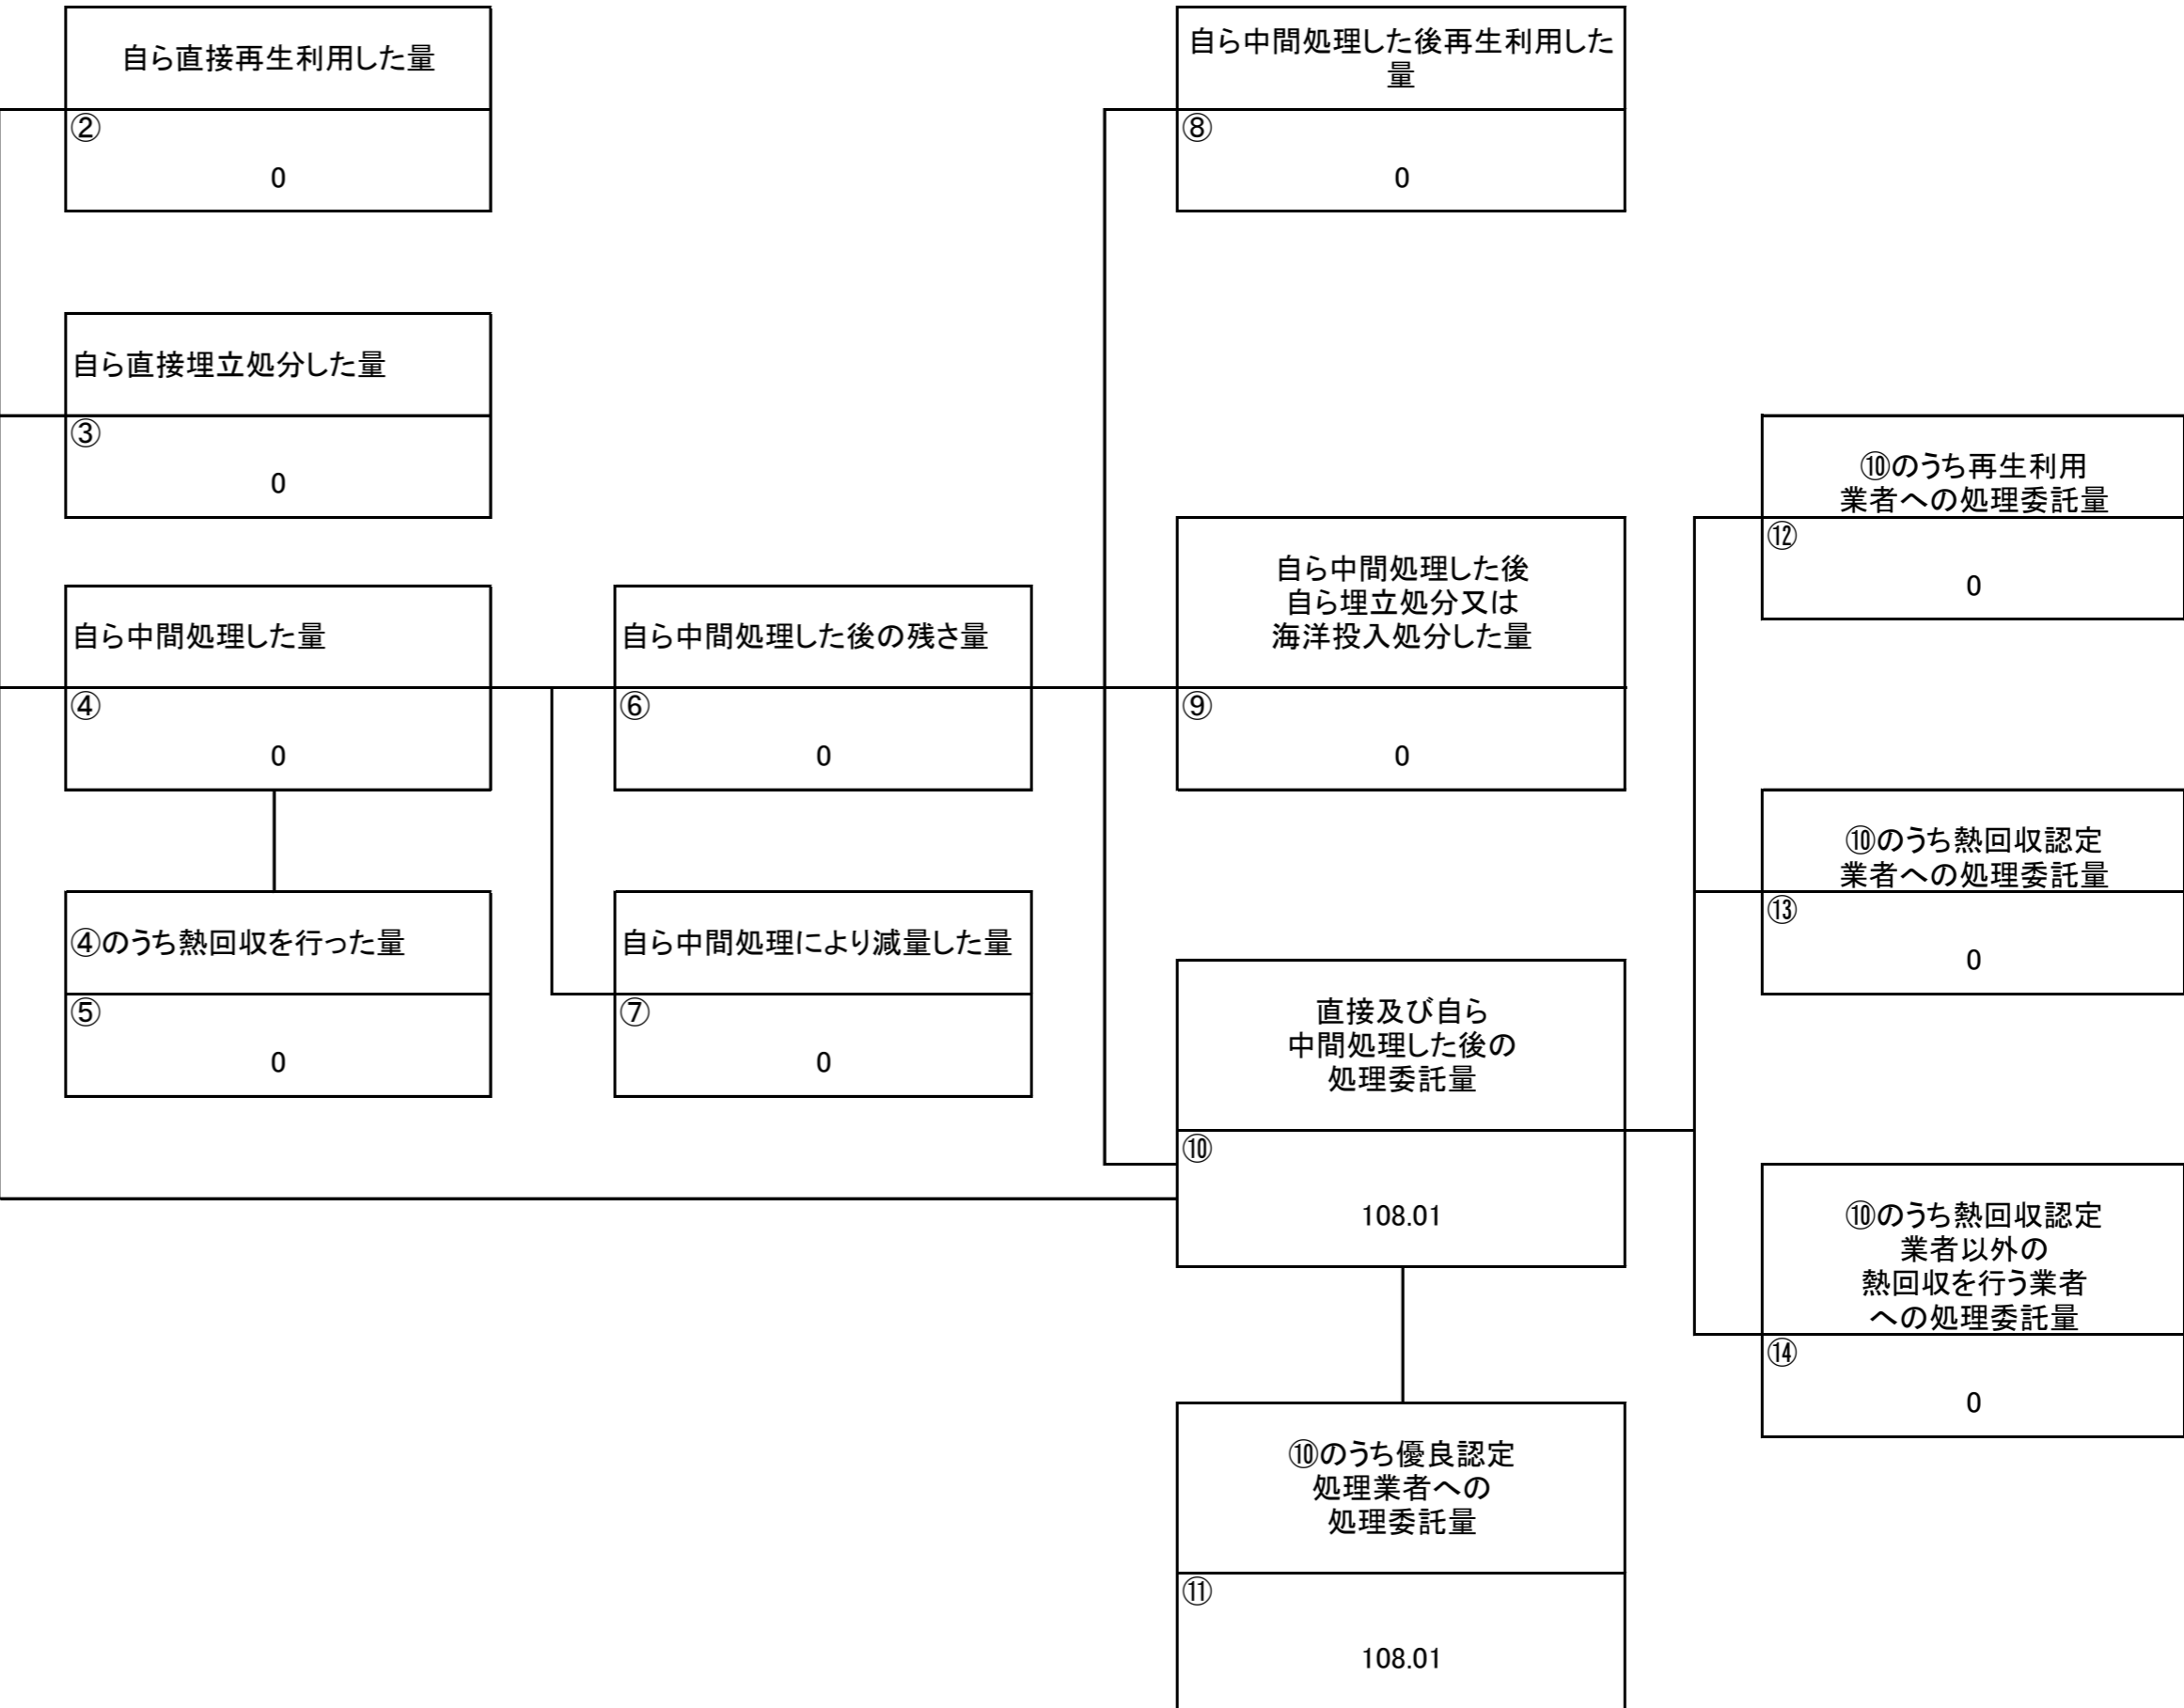 自ら直接再生利用した量
②
0
自ら中間処理した後再生利用した
量
⑧
0
自ら直接埋立処分した量
③
0
⑩のうち再生利用
業者への処理委託量
⑫
0
自ら中間処理した量
④
0
自ら中間処理した後の残さ量
⑥
0
自ら中間処理した後
自ら埋立処分又は
海洋投入処分した量
⑨
0
⑩のうち熱回収認定
業者への処理委託量
⑬
0
④のうち熱回収を行った量
⑤
0
自ら中間処理により減量した量
⑦
0
直接及び自ら
中間処理した後の
処理委託量
⑩
108.01
⑩のうち熱回収認定
業者以外の
熱回収を行う業者
への処理委託量
⑭
0
⑩のうち優良認定
処理業者への
処理委託量
⑪
108.01